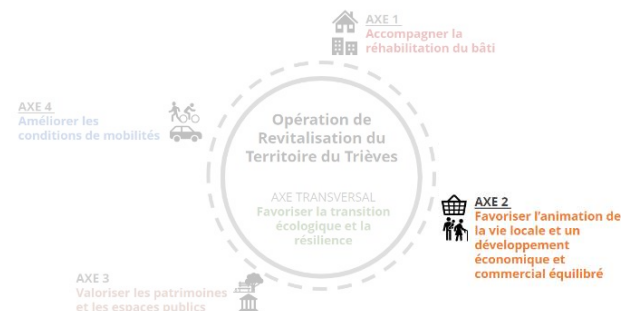 AXE 1
Accompagner la
réhabilitation du bâti
AXE 4
Améliorer les
conditions de mobilités
Opération de
Revitalisation du
Territoire du Trièves
AXE TRANSVERSAL
Favoriser la transition
écologique et la
résilience
AXE 2
Favoriser l'animation de
la vie locale et un
développement
économique et
commercial équilibré
AXE 3
Valoriser les patrimoines
et les espaces publics